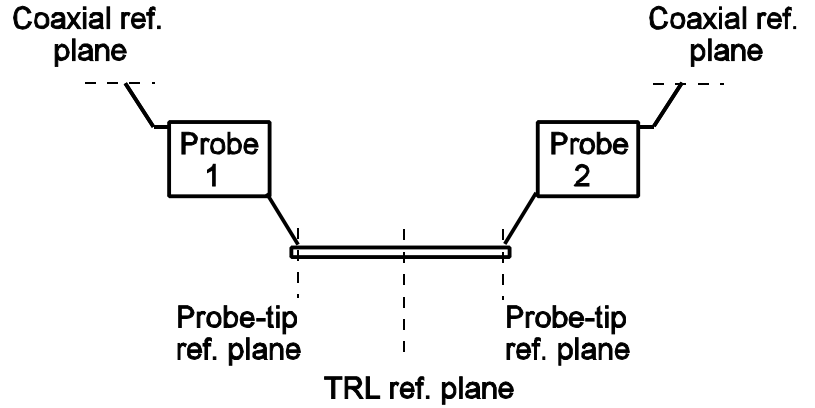 Coaxial ref.
plane
Coaxial ref.
plane
Probe
1
Probe
2
Probe-tip
ref. plane
Probe-tip
ref. plane
TRL ref. plane